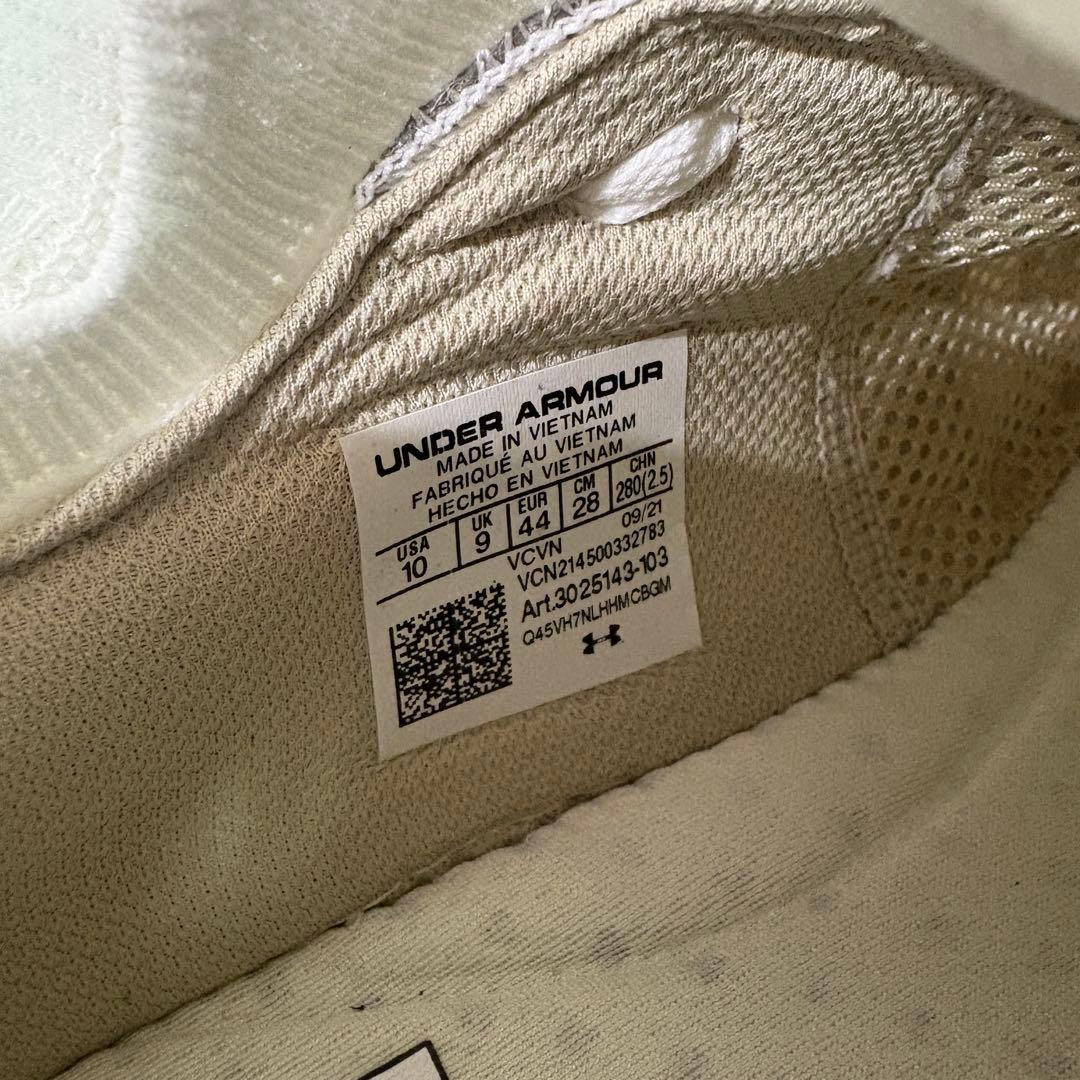 UNDER ARMOUR
MADE IN VIETNAM
FABRIQUÉ AU VIETNAM
HECHO EN VIETNAM
USA UK EUR CM CHN
10 9 44 28 280(2.5)
VCVN 09/21
VCN214500332783
Art.3025143-103
Q45VH7NLHHMCBGM